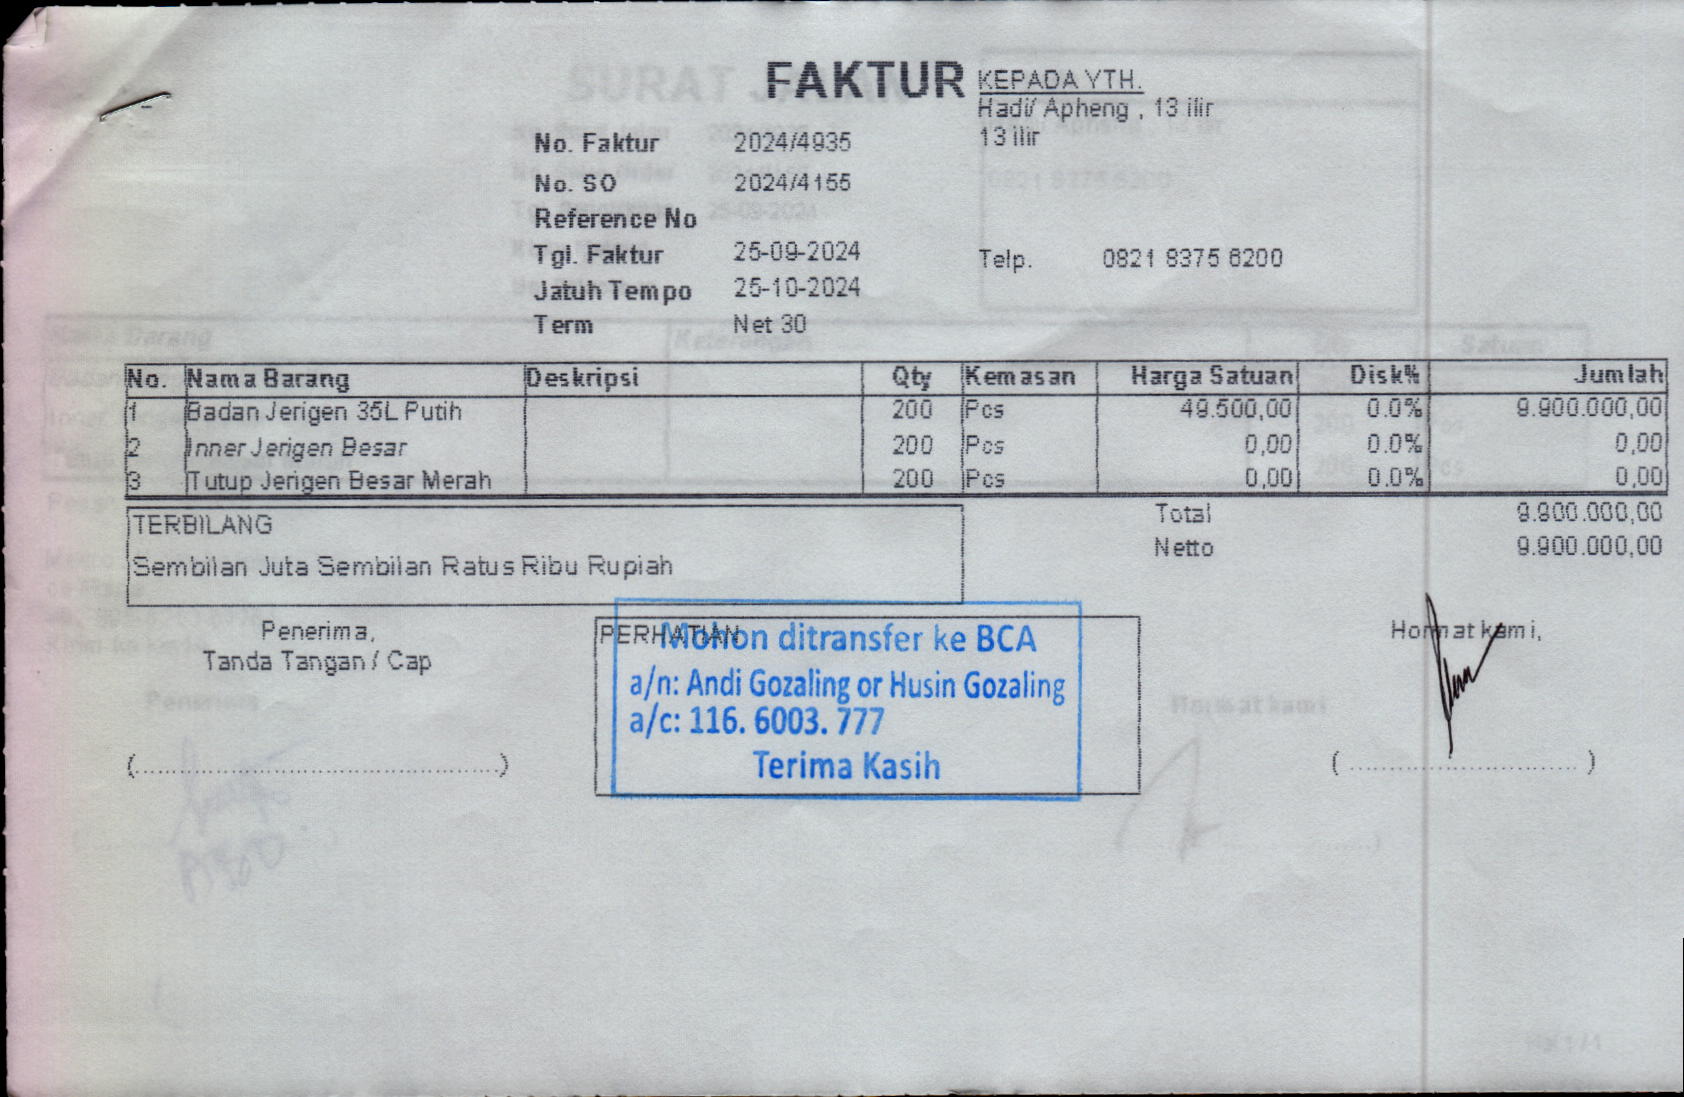 FAKTUR
KEPADA YTH.
Hadi/ Apheng , 13 ilir
13 ilir
No. Faktur 2024/4935
No. SO 2024/4155
Reference No
Tgl. Faktur 25-09-2024
Telp. 0821 8375 6200
Jatuh Tempo 25-10-2024
Term Net 30
No. Nama Barang Deskripsi Qty Kemasan Harga Satuan Disk% Jumlah
1 Badan Jerigen 35L Putih 200 Pcs 49.500,00 0.0% 9.900.000,00
2 Inner Jerigen Besar 200 Pcs 0,00 0.0% 0,00
3 Tutup Jerigen Besar Merah 200 Pcs 0,00 0.0% 0,00
Total 9.900.000,00
Netto 9.900.000,00
TERBILANG
Sembilan Juta Sembilan Ratus Ribu Rupiah
Penerima,
Tanda Tangan / Cap
PERHATIAN
Mohon ditransfer ke BCA
a/n: Andi Gozaling or Husin Gozaling
a/c: 116. 6003. 777
Terima Kasih
Hormat kami,